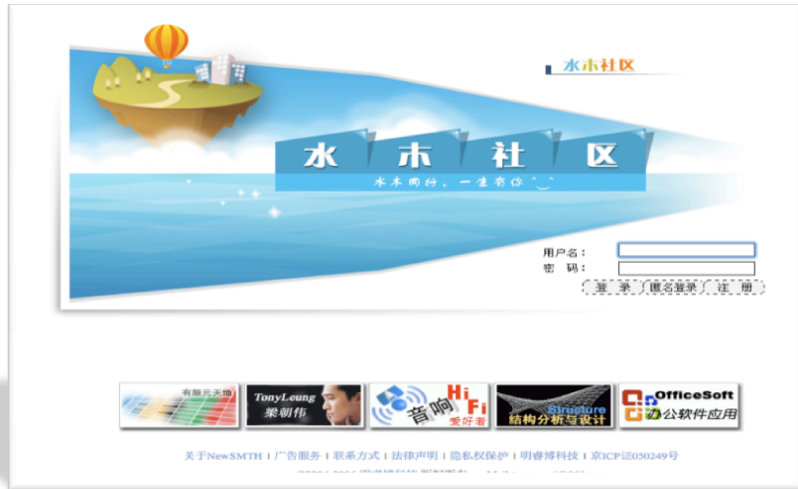 水木社区
水 木 社 区
水木同行，一生有你 ^_^
用户名：
密 码：
登 录 匿名登录 注 册
有限元天地
TonyLeung
梁朝伟
HiFi
音响
爱好者
Structure
结构分析与设计
OfficeSoft
办公软件应用
关于NewSMTH | 广告服务 | 联系方式 | 法律声明 | 隐私权保护 | 明睿博科技 | 京ICP证050249号